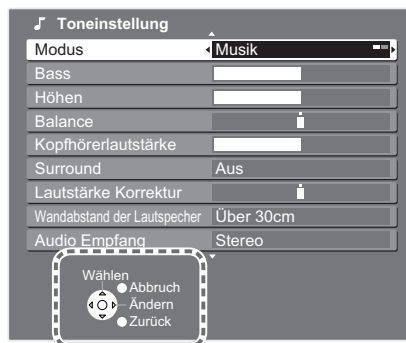 Toneinstellung
Modus Musik
Bass
Höhen
Balance
Kopfhörerlautstärke
Surround Aus
Lautstärke Korrektur
Wandabstand der Lautspecher Über 30cm
Audio Empfang Stereo
Wählen
Abbruch
Ändern
Zurück